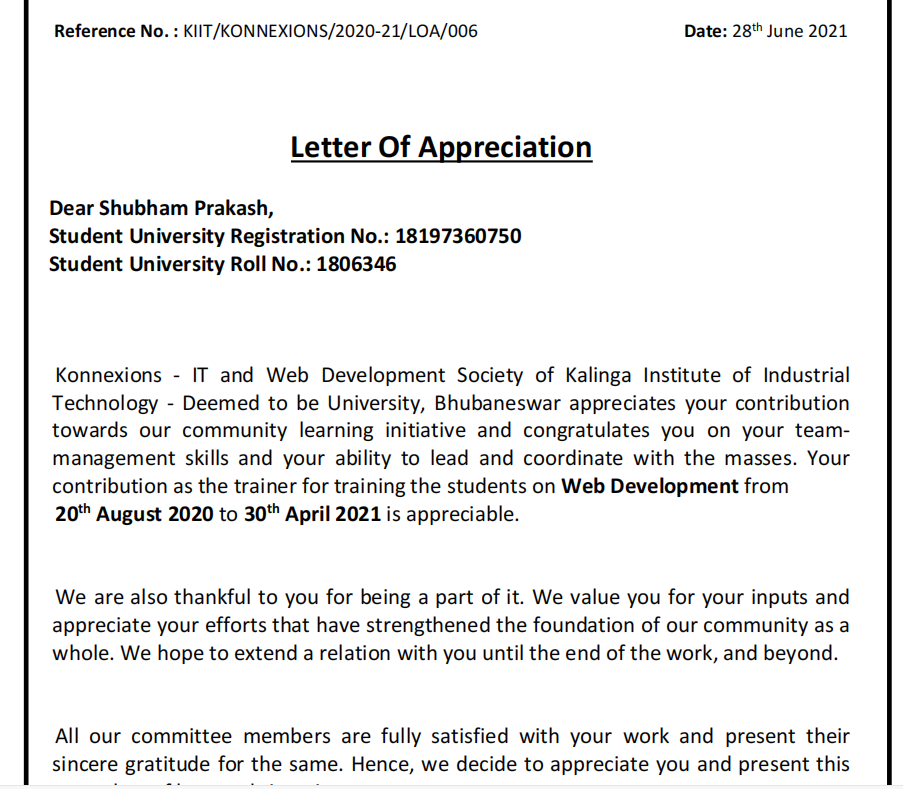 Reference No. : KIIT/KONNEXIONS/2020-21/LOA/006 Date: 28th June 2021
Letter Of Appreciation
Dear Shubham Prakash,
Student University Registration No.: 18197360750
Student University Roll No.: 1806346
Konnexions - IT and Web Development Society of Kalinga Institute of Industrial
Technology - Deemed to be University, Bhubaneswar appreciates your contribution
towards our community learning initiative and congratulates you on your team-
management skills and your ability to lead and coordinate with the masses. Your
contribution as the trainer for training the students on Web Development from
20th August 2020 to 30th April 2021 is appreciable.
We are also thankful to you for being a part of it. We value you for your inputs and
appreciate your efforts that have strengthened the foundation of our community as a
whole. We hope to extend a relation with you until the end of the work, and beyond.
All our committee members are fully satisfied with your work and present their
sincere gratitude for the same. Hence, we decide to appreciate you and present this